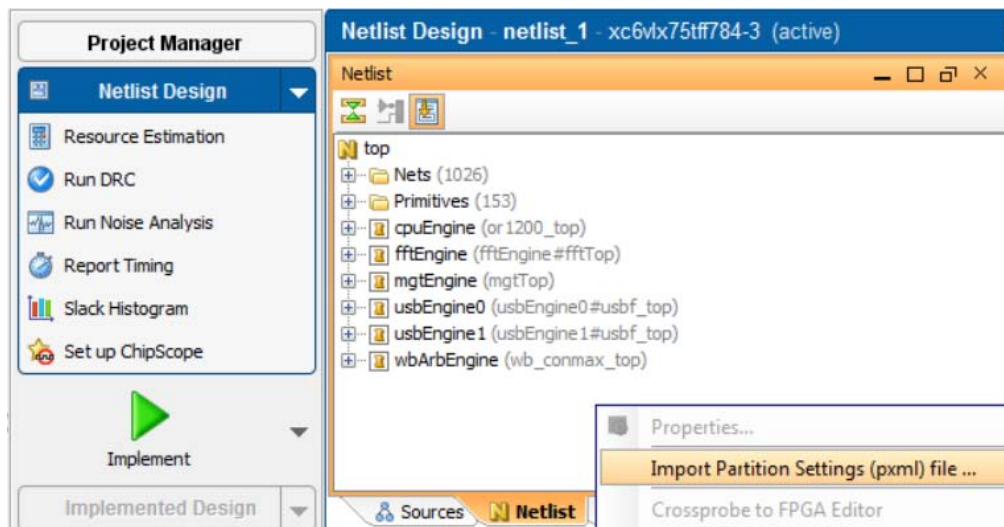 Project Manager
Netlist Design
Resource Estimation
Run DRC
Run Noise Analysis
Report Timing
Slack Histogram
Set up ChipScope
Implement
Implemented Design
Netlist Design - netlist_1 - xc6vlx75tff784-3 (active)
Netlist
top
Nets (1026)
Primitives (153)
cpuEngine (or1200_top)
fftEngine (fftEngine#fftTop)
mgtEngine (mgtTop)
usbEngine0 (usbEngine0#usbf_top)
usbEngine1 (usbEngine1#usbf_top)
wbArbEngine (wb_conmax_top)
Properties...
Import Partition Settings (pxml) file ...
Crossprobe to FPGA Editor
Sources
Netlist